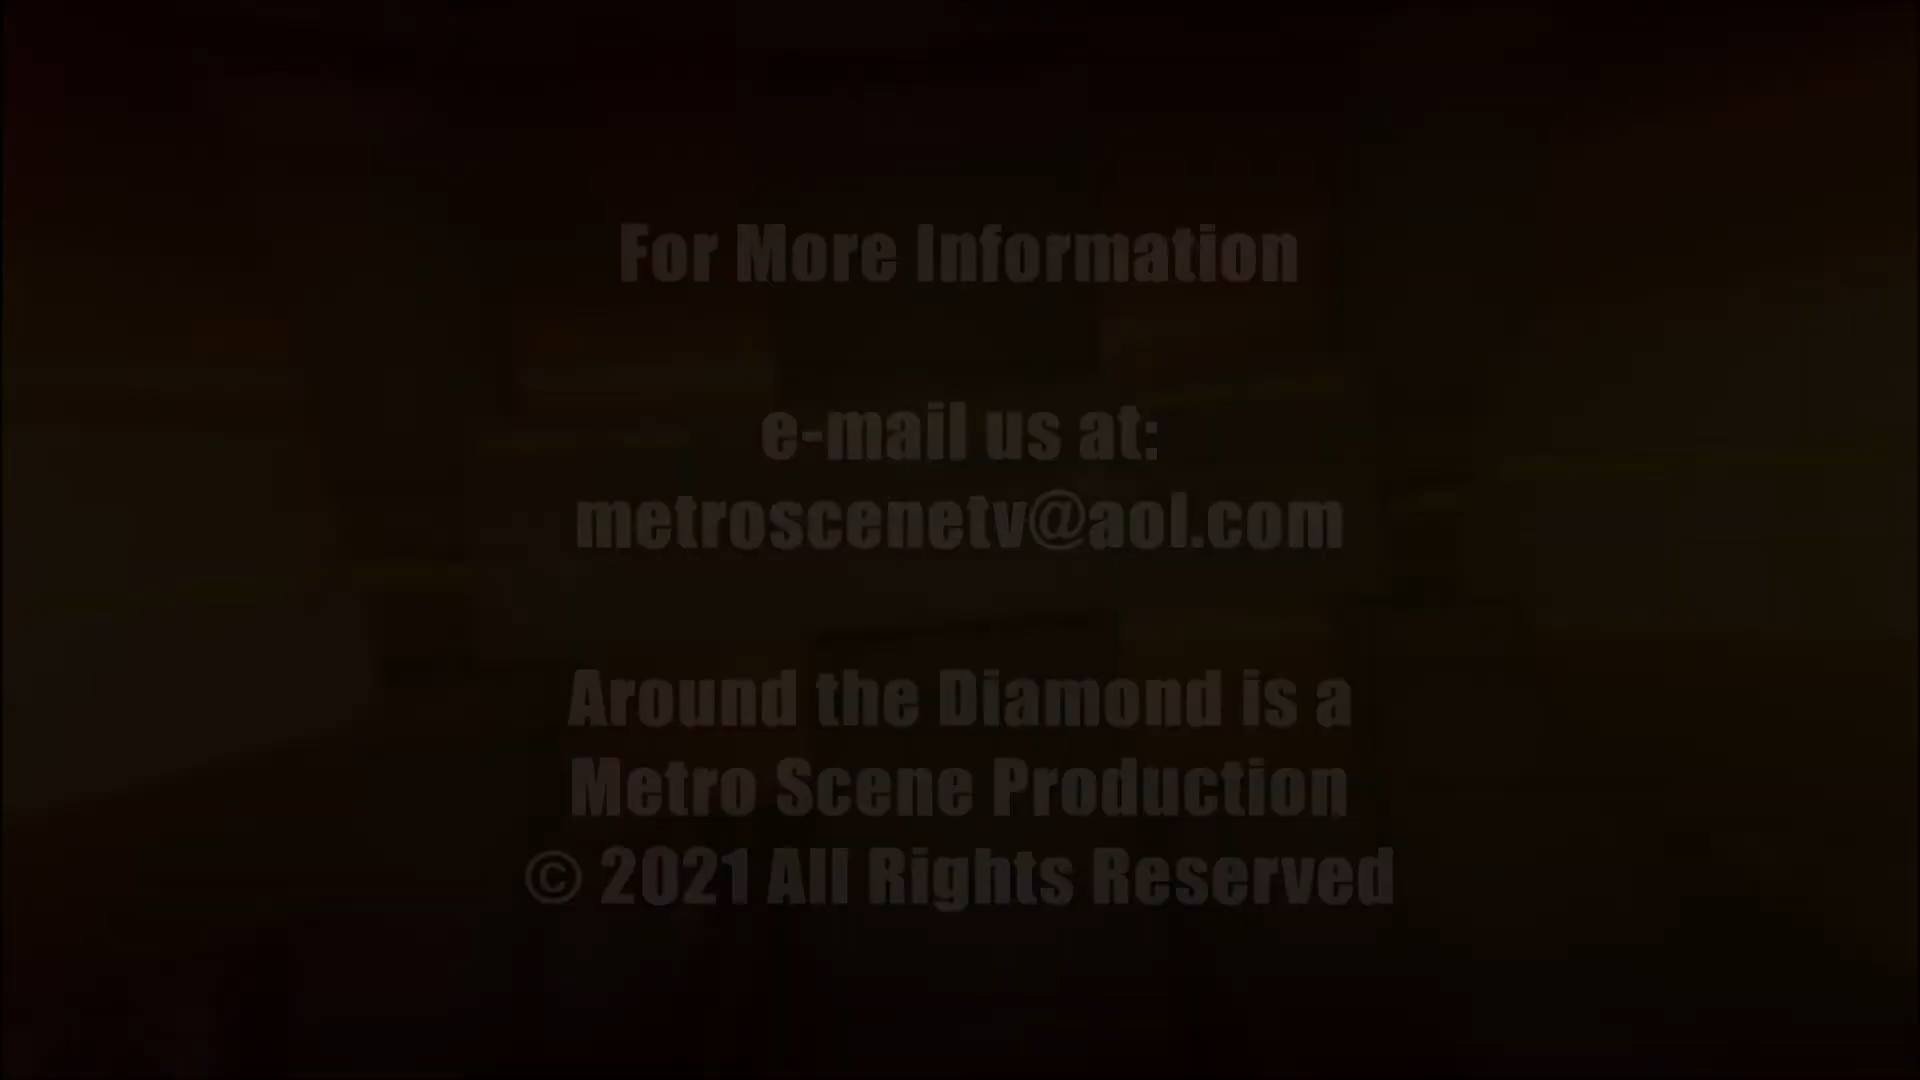 For More Information
e-mail us at:
metroscenetv@aol.com
Around the Diamond is a
Metro Scene Production
© 2021 All Rights Reserved